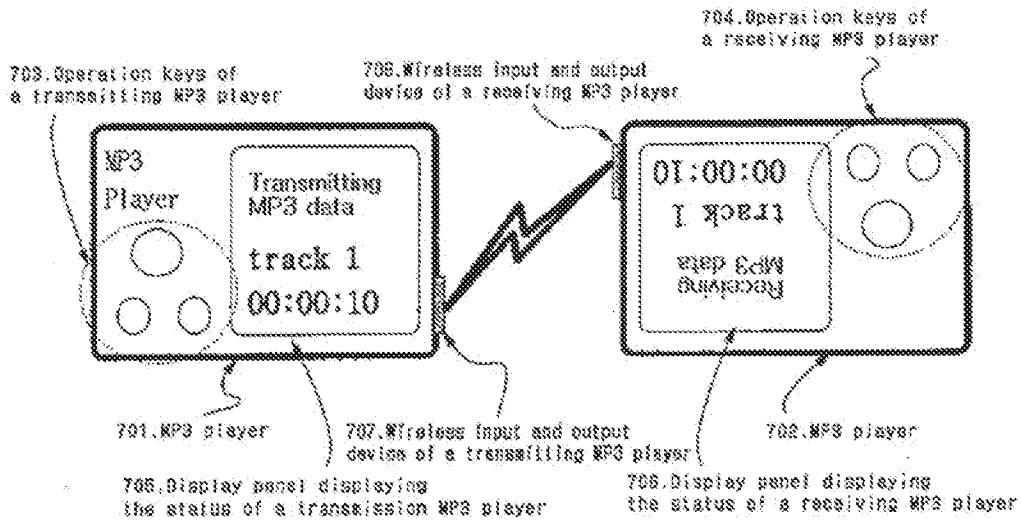 704.Operation keys of
a receiving MP3 player
703.Operation keys of
a transmitting MP3 player
708.Wireless input and output
device of a receiving MP3 player
MP3
Player
Transmitting
MP3 data
track 1
00:00:10
Receiving
MP3 data
track 1
00:00:10
701.MP3 player
707.Wireless input and output
device of a transmitting MP3 player
702.MP3 player
705.Display panel displaying
the status of a transmission MP3 player
706.Display panel displaying
the status of a receiving MP3 player